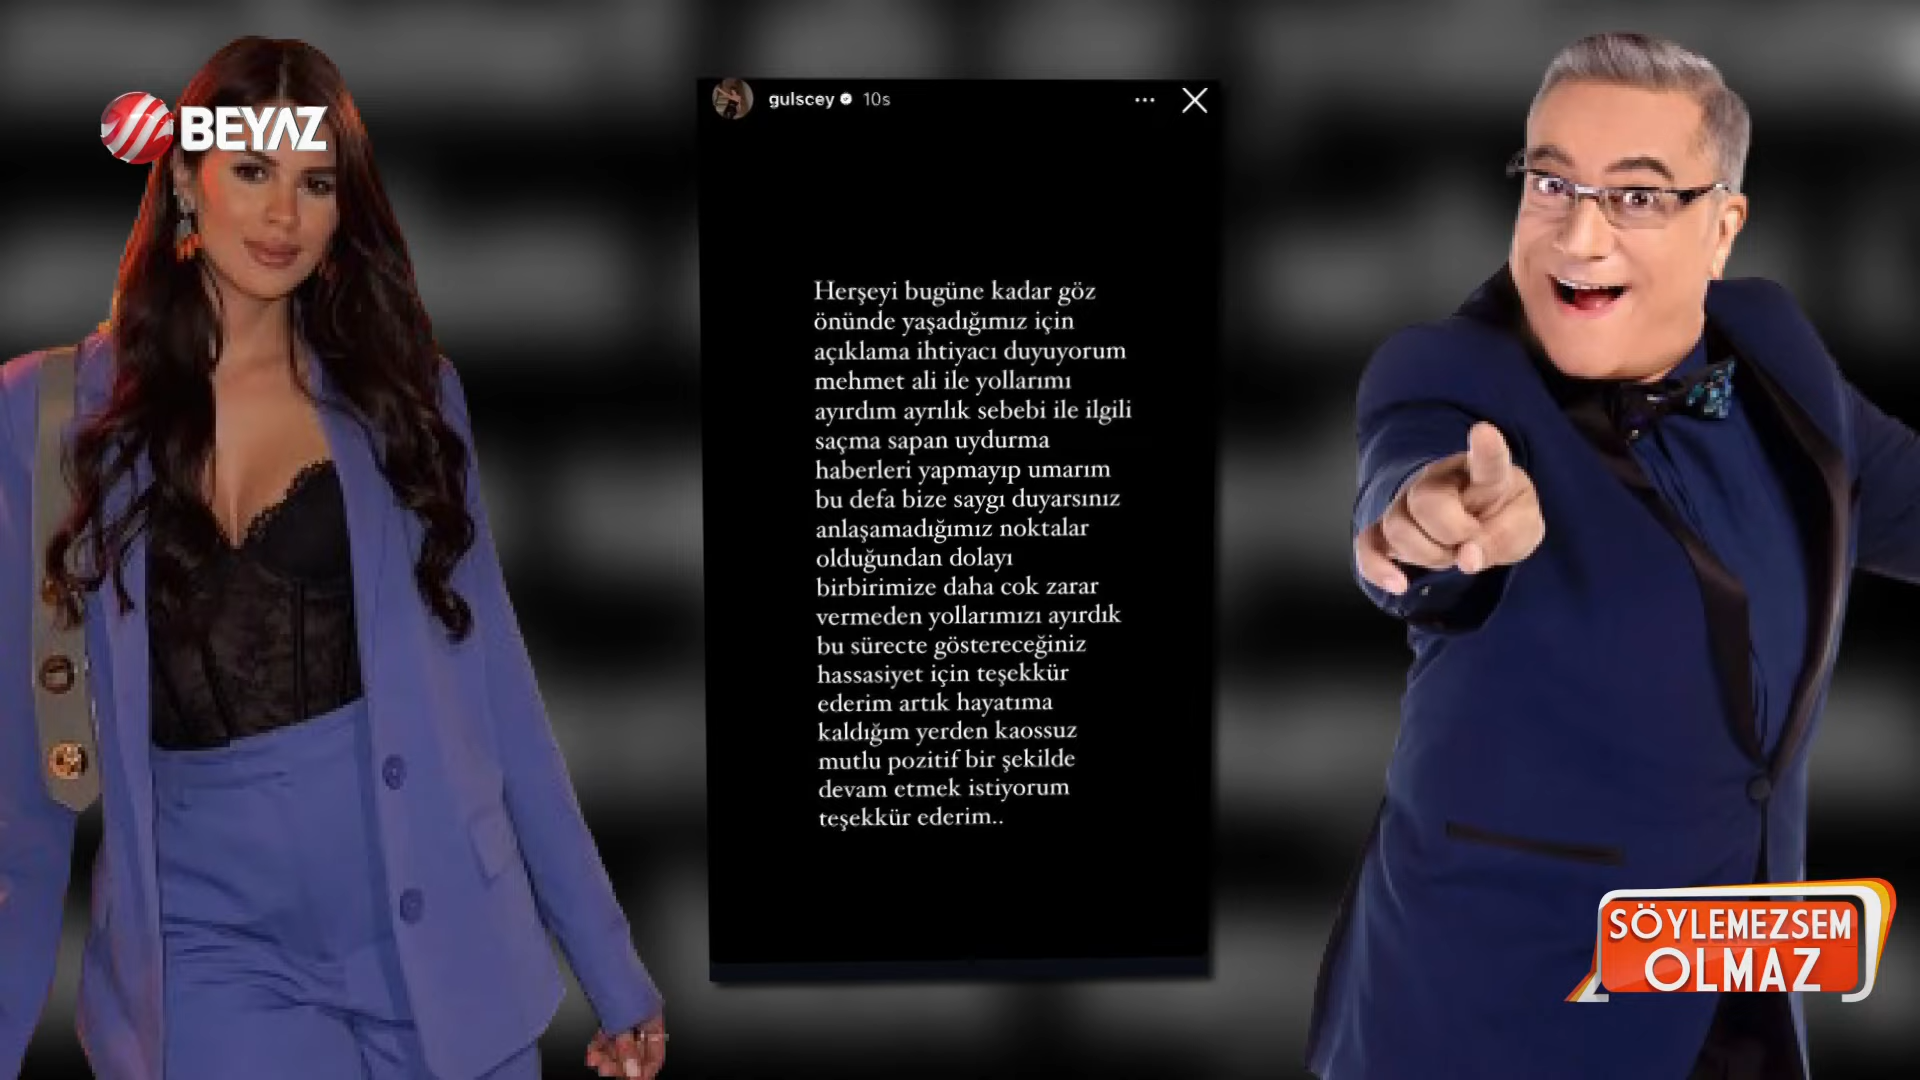 BEYAZ
gulscey 10s
Herşeyi bugüne kadar göz
önünde yaşadığımız için
açıklama ihtiyacı duyuyorum
mehmet ali ile yollarımı
ayırdım ayrılık sebebi ile ilgili
saçma sapan uydurma
haberleri yapmayıp umarım
bu defa bize saygı duyarsınız
anlaşamadığımız noktalar
olduğundan dolayı
birbirimize daha cok zarar
vermeden yollarımızı ayırdık
bu sürecte göstereceğiniz
hassasiyet için teşekkür
ederim artık hayatıma
kaldığım yerden kaossuz
mutlu pozitif bir şekilde
devam etmek istiyorum
teşekkür ederim..
SÖYLEMEZSEM
OLMAZ